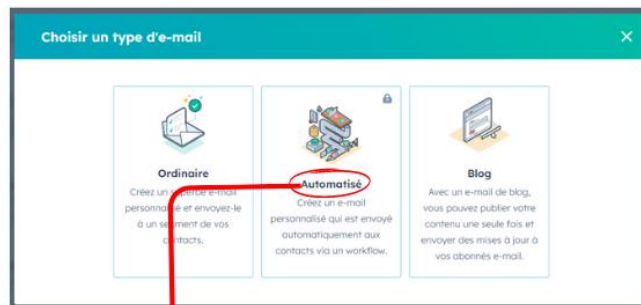 Choisir un type d'e-mail
Ordinaire
Créez un superbe e-mail
personnalisé et envoyez-le
à un segment de vos
contacts.
Automatisé
Créez un e-mail
personnalisé qui est envoyé
automatiquement aux
contacts via un workflow.
Blog
Avec un e-mail de blog,
vous pouvez publier votre
contenu une seule fois et
envoyer des mises à jour à
vos abonnés e-mail.